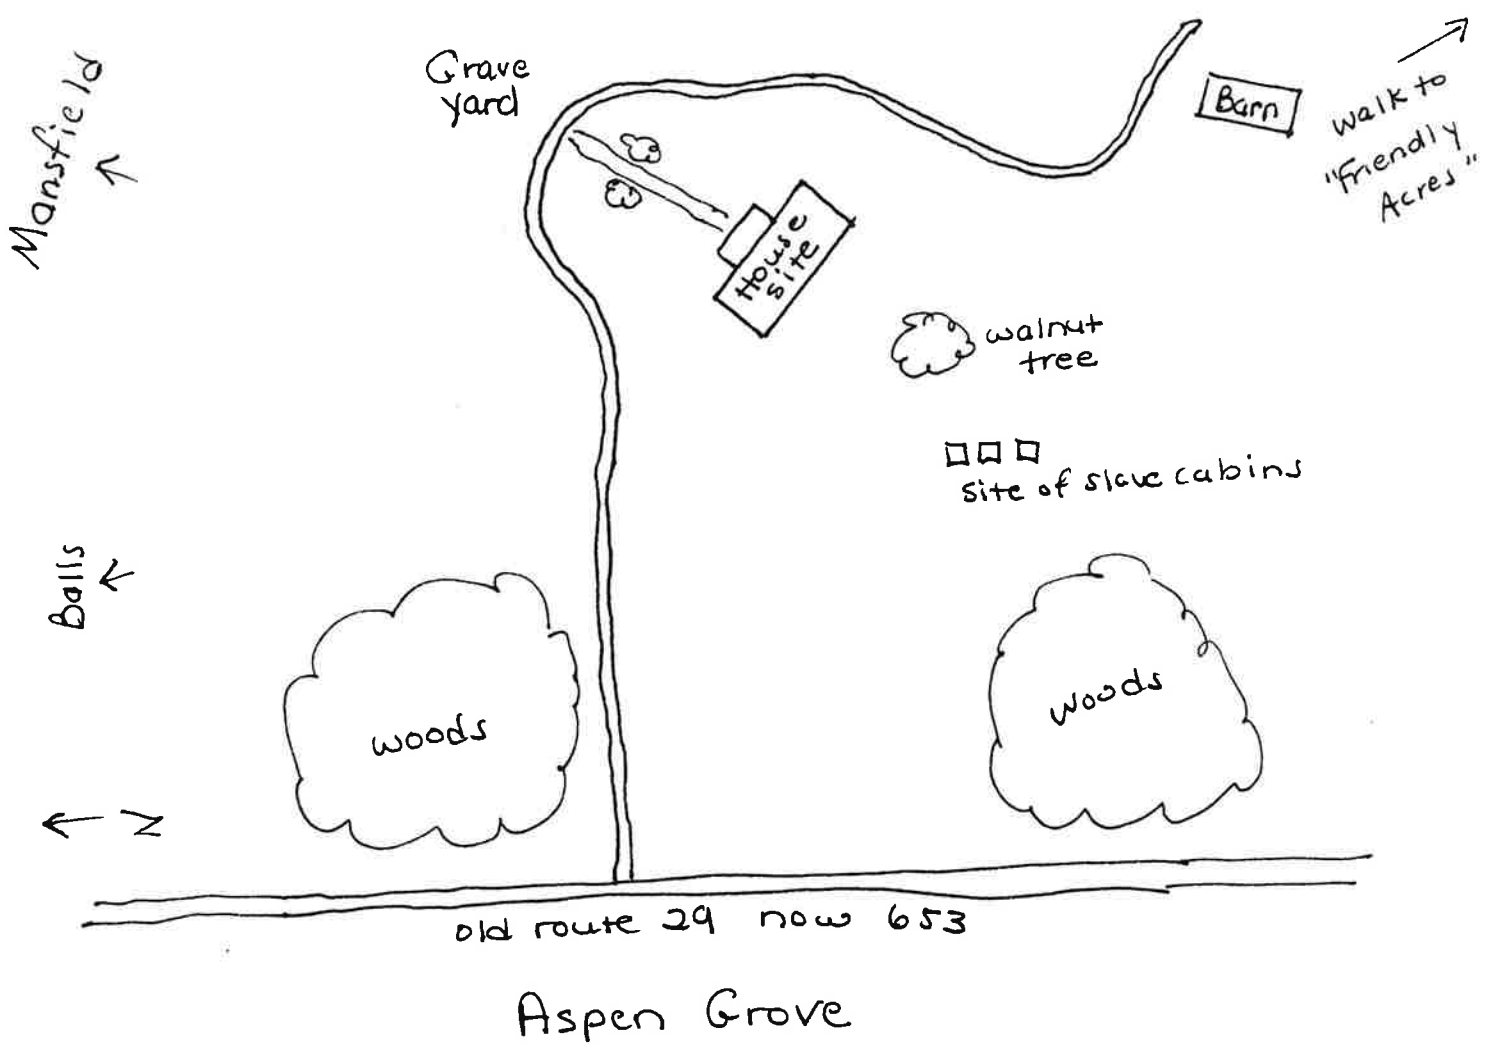 Mansfield
Grave
yard
Barn
walk to
"Friendly
Acres"
House
site
walnut
tree
site of slave cabins
Balls
woods
woods
N
old route 29 now 653
Aspen Grove